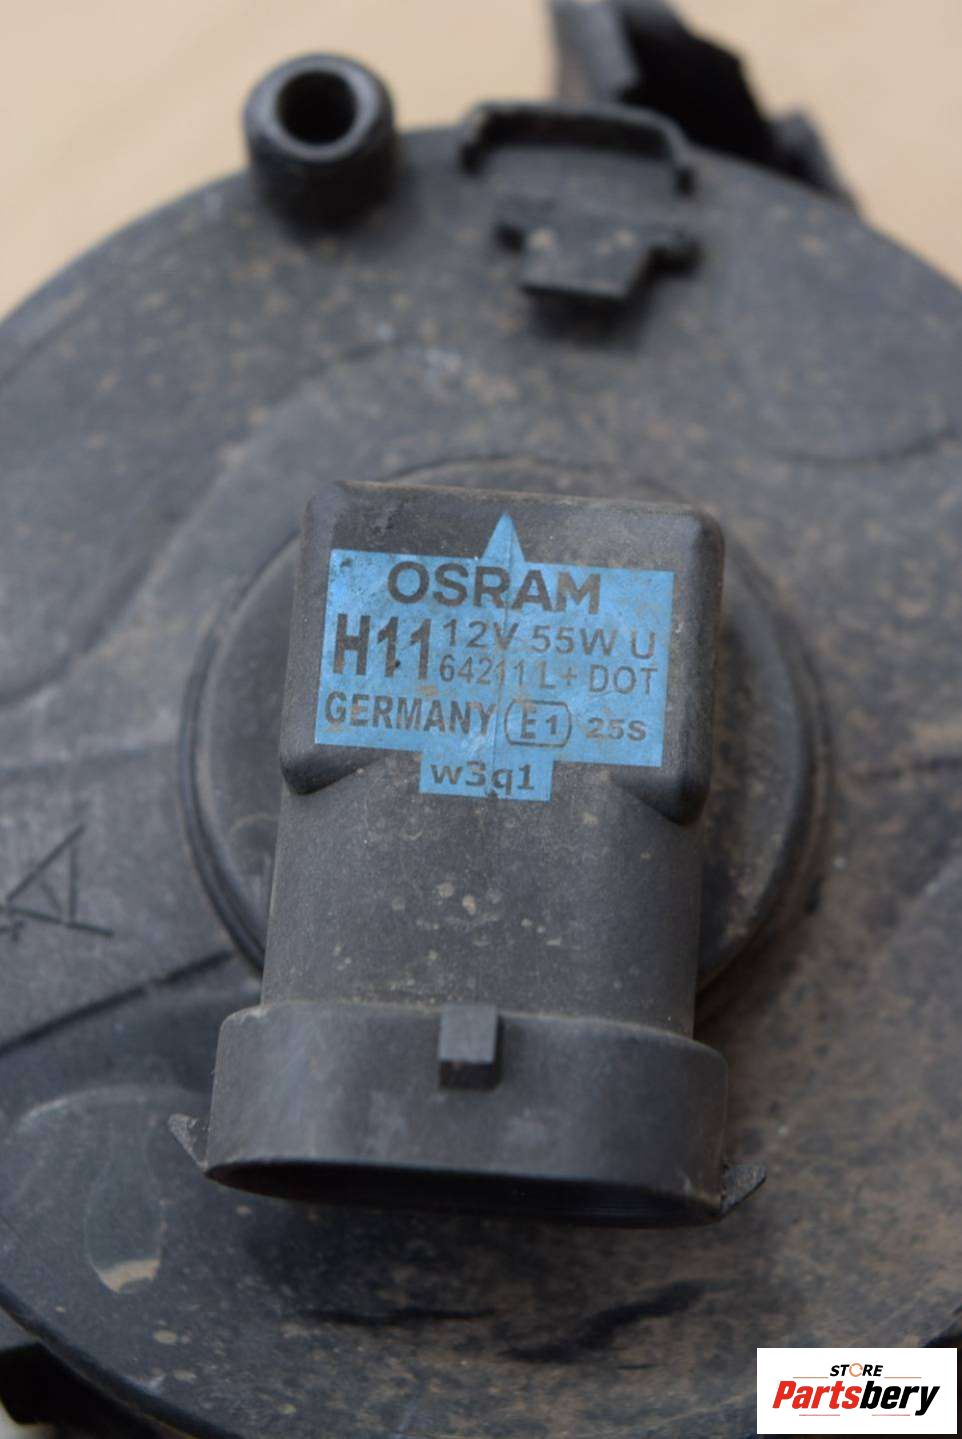 OSRAM
H11 12V 55W U
64211 L+ DOT
GERMANY E1 25S
w3q1
STORE
Partsbery